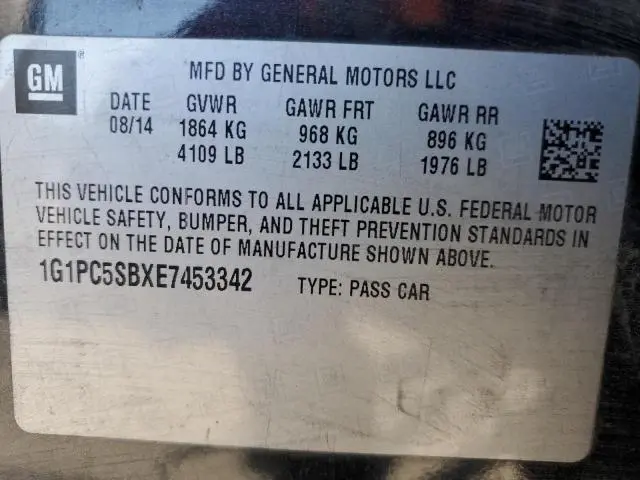 GM
MFD BY GENERAL MOTORS LLC
DATE GVWR GAWR FRT GAWR RR
08/14 1864 KG 968 KG 896 KG
4109 LB 2133 LB 1976 LB
THIS VEHICLE CONFORMS TO ALL APPLICABLE U.S. FEDERAL MOTOR
VEHICLE SAFETY, BUMPER, AND THEFT PREVENTION STANDARDS IN
EFFECT ON THE DATE OF MANUFACTURE SHOWN ABOVE.
1G1PC5SBXE7453342 TYPE: PASS CAR